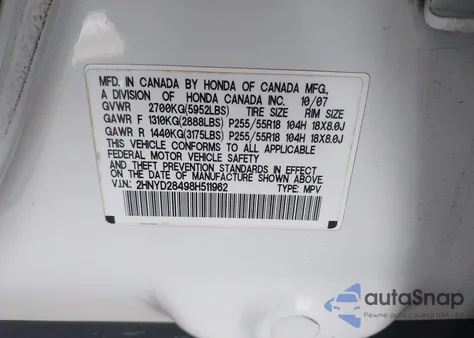 MFD. IN CANADA BY HONDA OF CANADA MFG.,
A DIVISION OF HONDA CANADA INC. 10/07
GVWR 2700KG(5952LBS) TIRE SIZE RIM SIZE
GAWR F 1310KG(2888LBS) P255/55R18 104H 18X8.0J
GAWR R 1440KG(3175LBS) P255/55R18 104H 18X8.0J
THIS VEHICLE CONFORMS TO ALL APPLICABLE
FEDERAL MOTOR VEHICLE SAFETY
AND THEFT PREVENTION STANDARDS IN EFFECT
ON THE DATE OF MANUFACTURE SHOWN ABOVE.
V.I.N.: 2HNYD28498H511962 TYPE: MPV
autoSnap
Pewne auto z